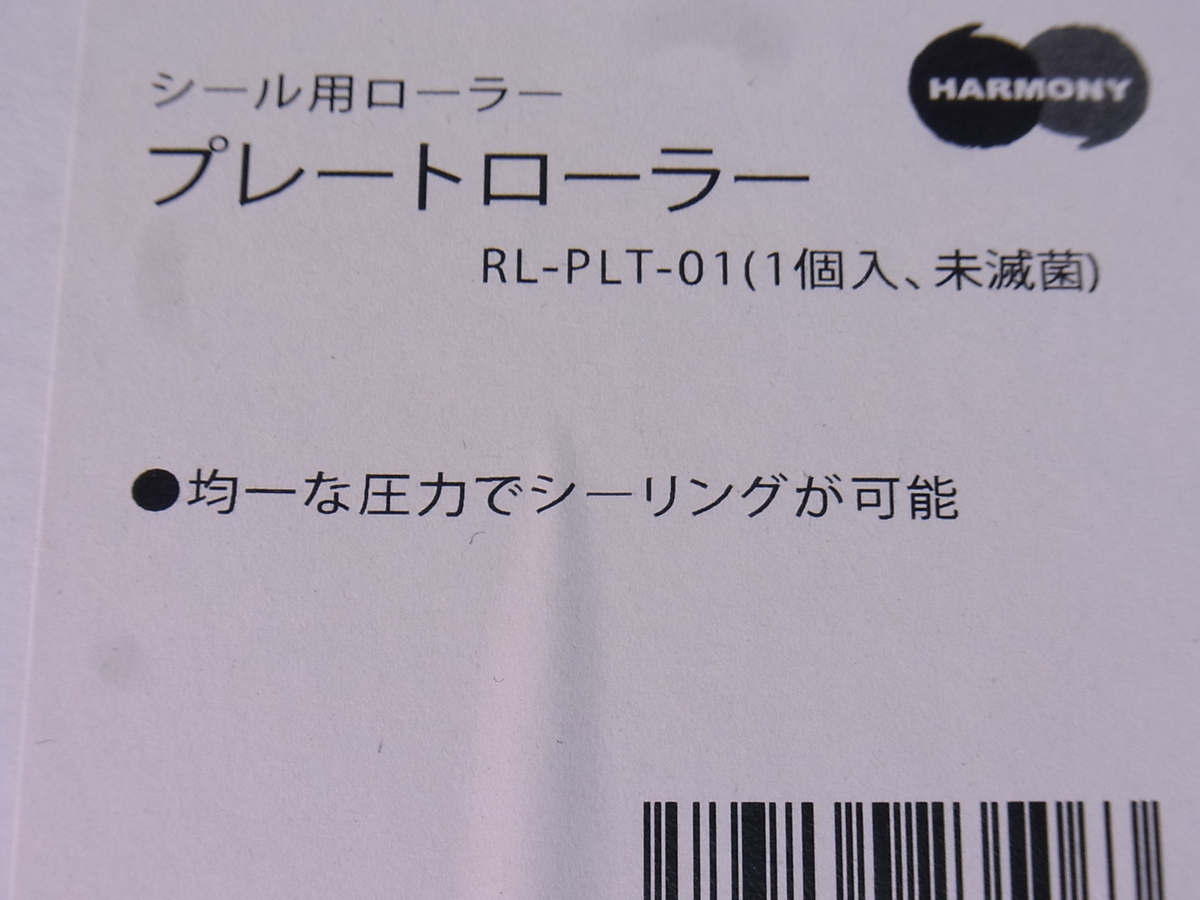 HARMONY
シール用ローラー
プレートローラー
RL-PLT-01(1個入、未滅菌)
●均一な圧力でシーリングが可能